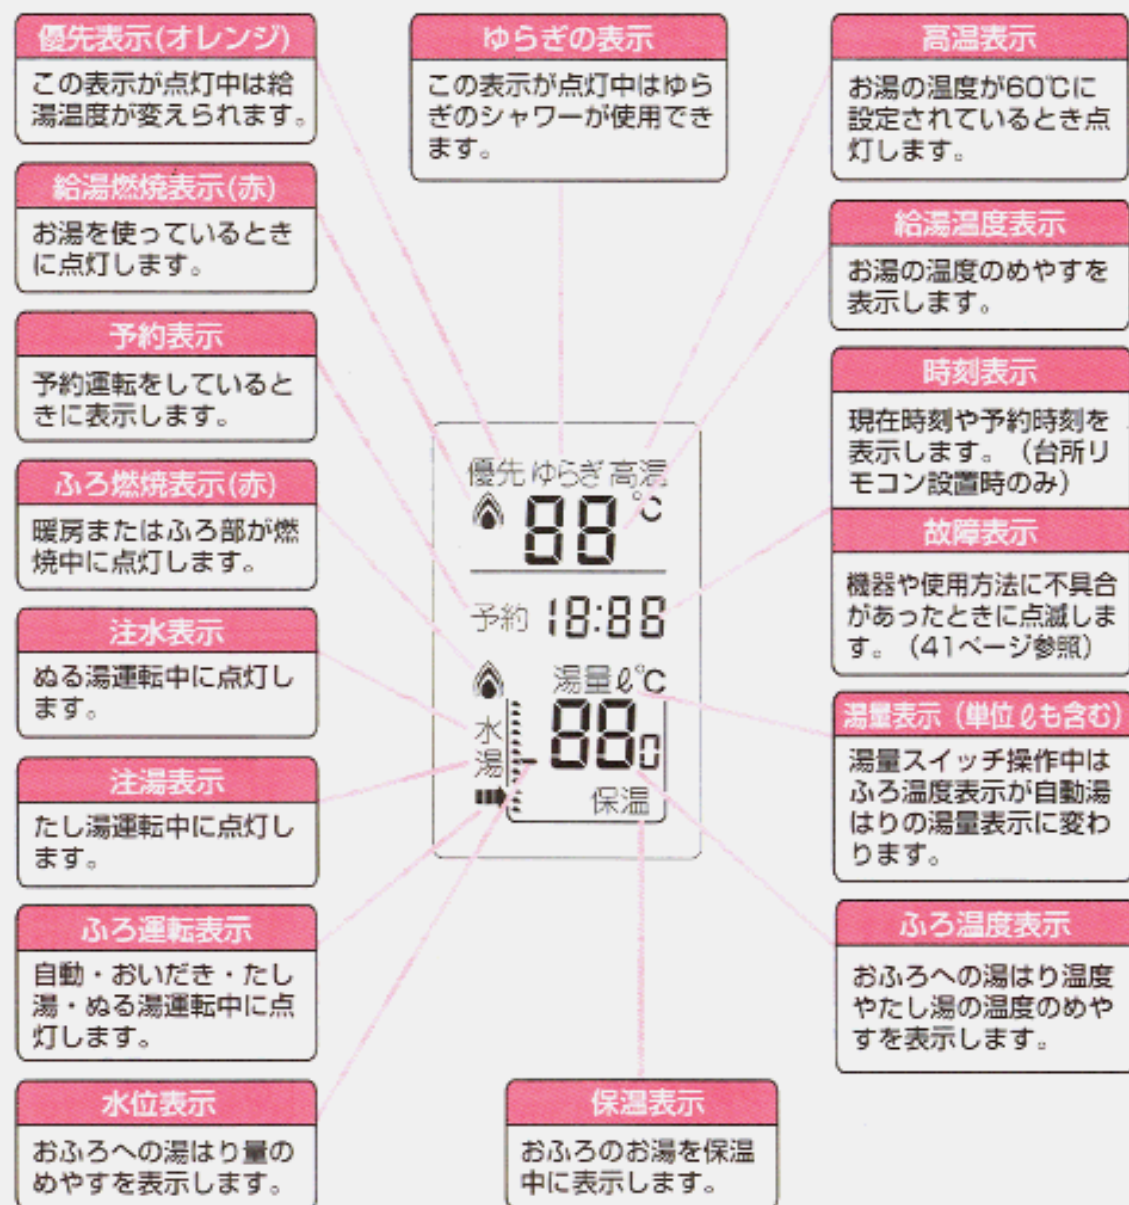 優先表示(オレンジ)
この表示が点灯中は給
湯温度が変えられます。
給湯燃焼表示(赤)
お湯を使っているとき
に点灯します。
予約表示
予約運転をしていると
きに表示します。
ふろ燃焼表示(赤)
暖房またはふろ部が燃
焼中に点灯します。
注水表示
ぬる湯運転中に点灯し
ます。
注湯表示
たし湯運転中に点灯し
ます。
ふろ運転表示
自動・おいだき・たし
湯・ぬる湯運転中に点
灯します。
水位表示
おふろへの湯はり量の
めやすを表示します。
ゆらぎの表示
この表示が点灯中はゆら
ぎのシャワーが使用でき
ます。
優先 ゆらぎ 高温
88℃
予約 18:88
湯量ℓ℃
水
湯
880
保温
保温表示
おふろのお湯を保温
中に表示します。
高温表示
お湯の温度が60℃に
設定されているとき点
灯します。
給湯温度表示
お湯の温度のめやすを
表示します。
時刻表示
現在時刻や予約時刻を
表示します。(台所リ
モコン設置時のみ)
故障表示
機器や使用方法に不具合
があったときに点滅しま
す。(41ページ参照)
湯量表示(単位ℓも含む)
湯量スイッチ操作中は
ふろ温度表示が自動湯
はりの湯量表示に変わ
ります。
ふろ温度表示
おふろへの湯はり温度
やたし湯の温度のめや
すを表示します。